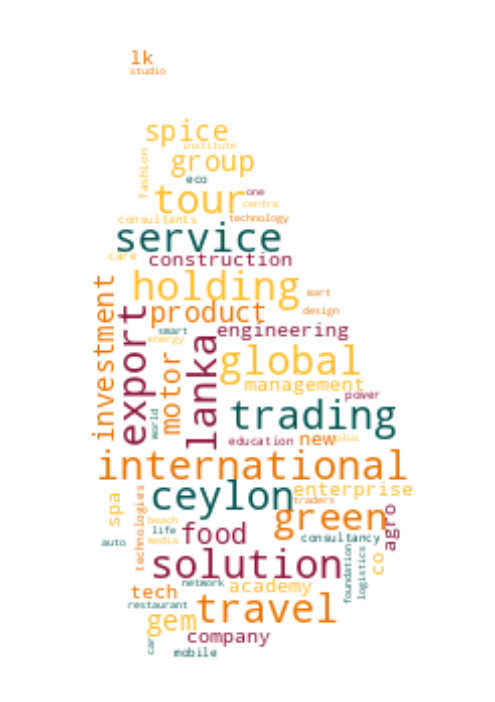 lk
studio
spice
institute
fashion
group
eco
one
tour
centre
consultants
technology
service
care
construction
holding
mart
investment
export
product
design
smart
engineering
energy
motor
lanka
global
management
power
world
trading
education
new
plus
international
ceylon
enterprise
spa
technologies
traders
green
agro
beach
life
food
consultancy
auto
media
solution
foundation
logistics
co
network
academy
tech
restaurant
travel
gem
company
car
mobile